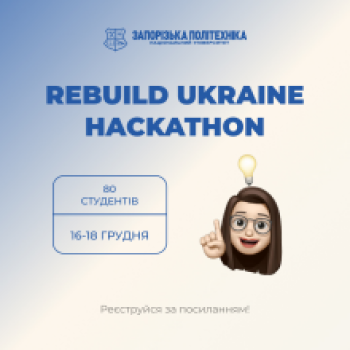 ЗАПОРІЗЬКА ПОЛІТЕХНІКА
НАЦІОНАЛЬНИЙ УНІВЕРСИТЕТ
REBUILD UKRAINE
HACKATHON
80
СТУДЕНТІВ
16-18 ГРУДНЯ
Реєструйся за посиланням!